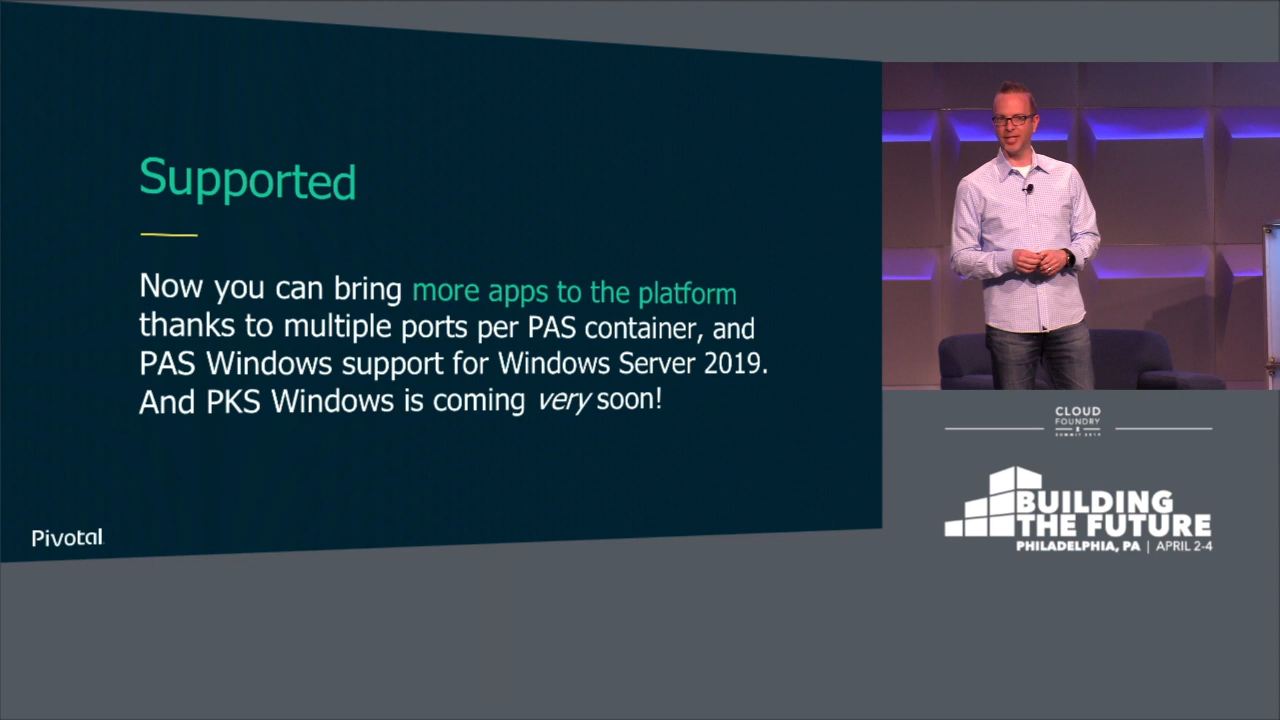 Supported
Now you can bring more apps to the platform
thanks to multiple ports per PAS container, and
PAS Windows support for Windows Server 2019.
And PKS Windows is coming very soon!
Pivotal
CLOUD
FOUNDRY
SUMMIT 2019
BUILDING
THE FUTURE
PHILADELPHIA, PA | APRIL 2-4